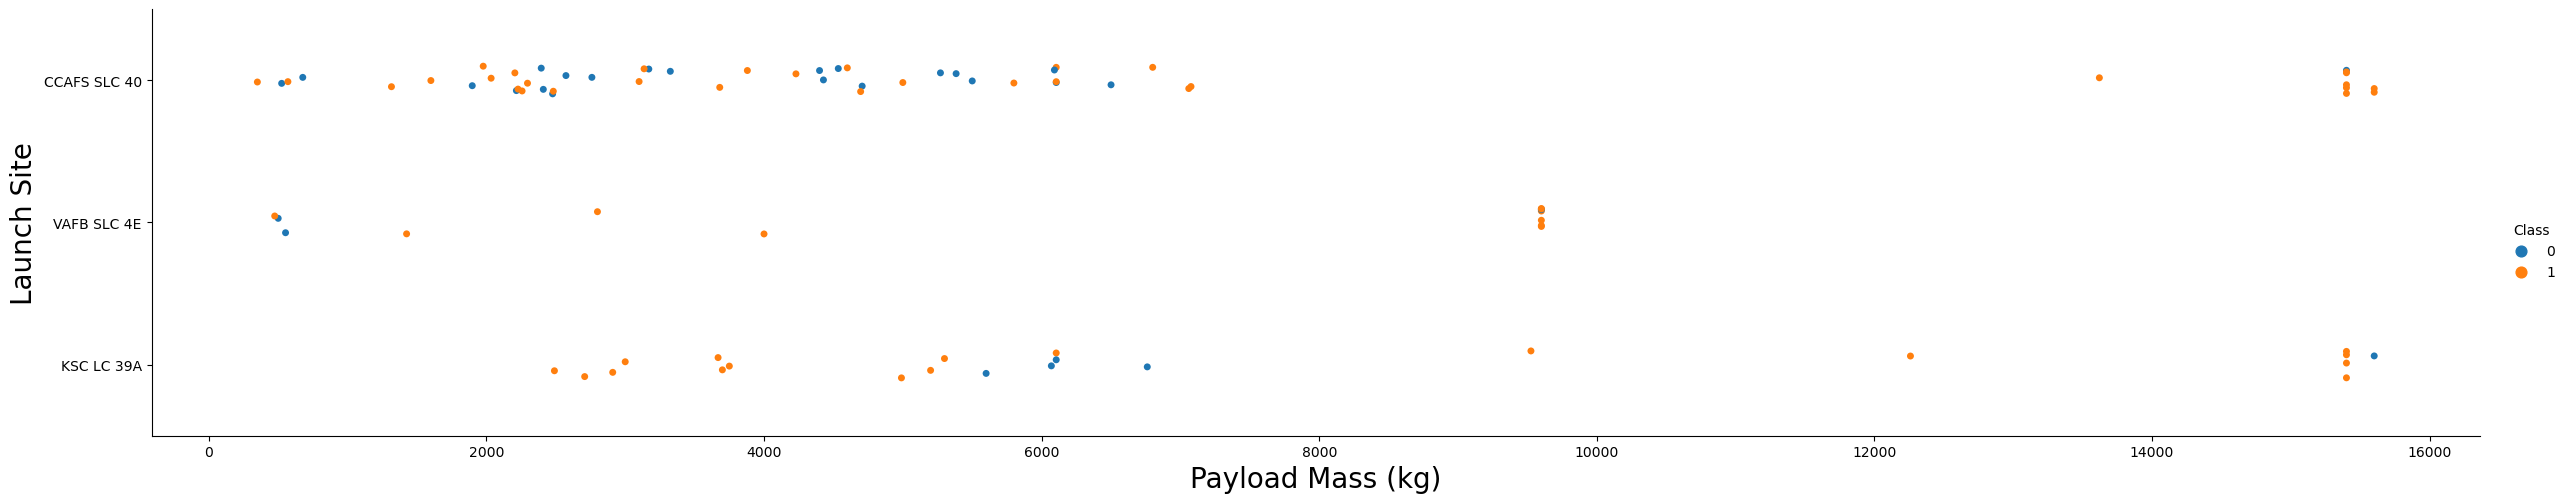 Launch Site
CCAFS SLC 40
VAFB SLC 4E
KSC LC 39A
0 2000 4000 6000 8000 10000 12000 14000 16000
Payload Mass (kg)
Class
0
1